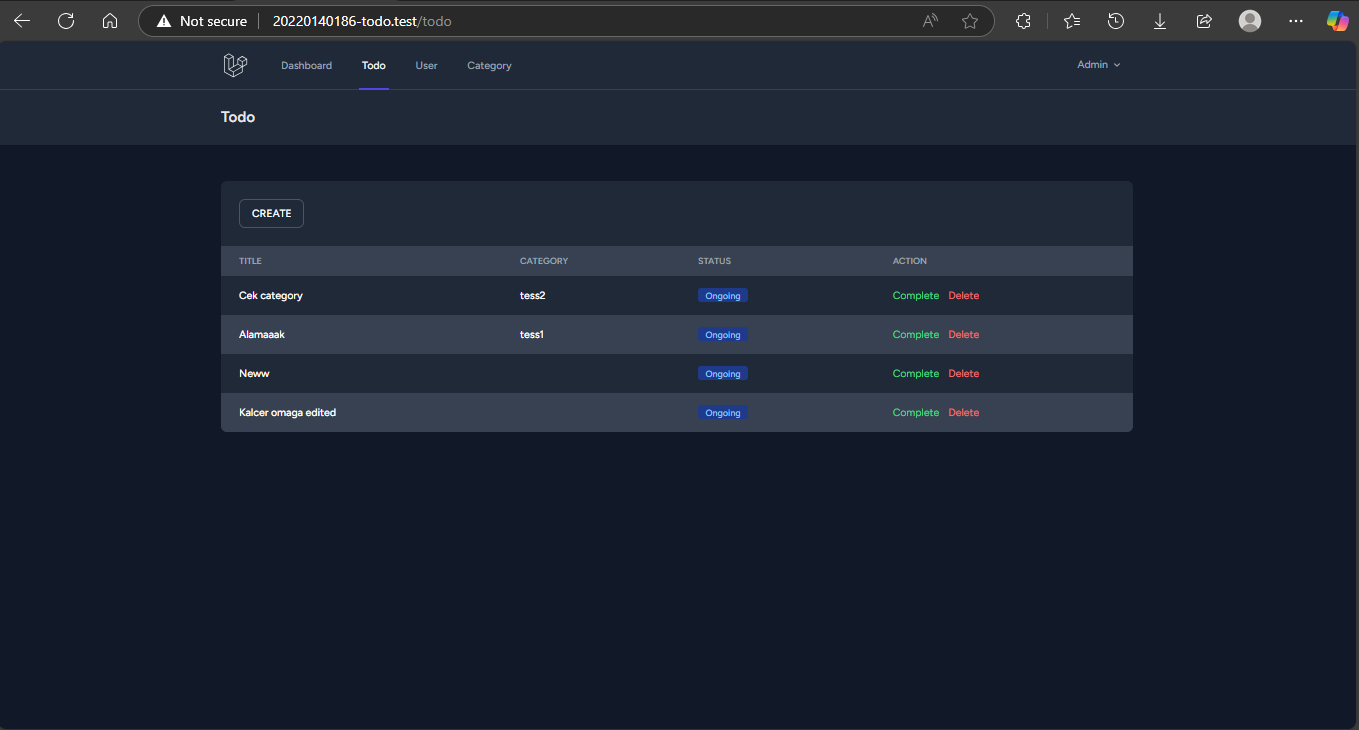 Not secure 20220140186-todo.test/todo
Dashboard Todo User Category Admin
Todo
CREATE
TITLE CATEGORY STATUS ACTION
Cek category tess2 Ongoing Complete Delete
Alamaaak tess1 Ongoing Complete Delete
Neww Ongoing Complete Delete
Kalcer omaga edited Ongoing Complete Delete